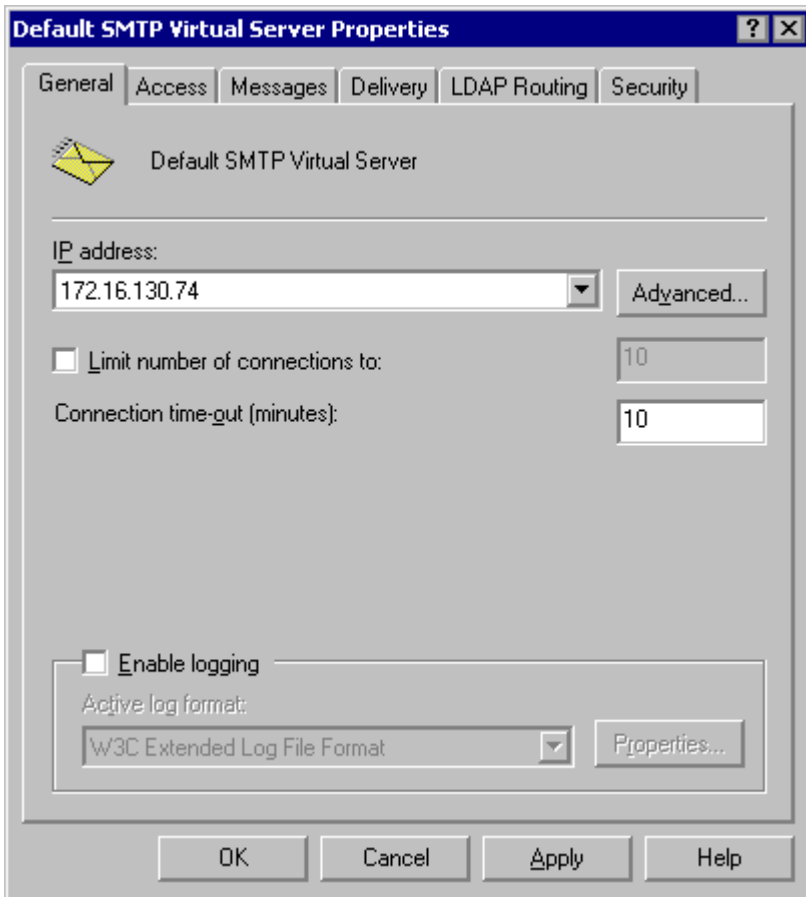 Default SMTP Virtual Server Properties ?
General Access Messages Delivery LDAP Routing Security
Default SMTP Virtual Server
IP address:
172.16.130.74 Advanced...
Limit number of connections to: 10
Connection time-out (minutes): 10
Enable logging
Active log format:
W3C Extended Log File Format Properties...
OK Cancel Apply Help